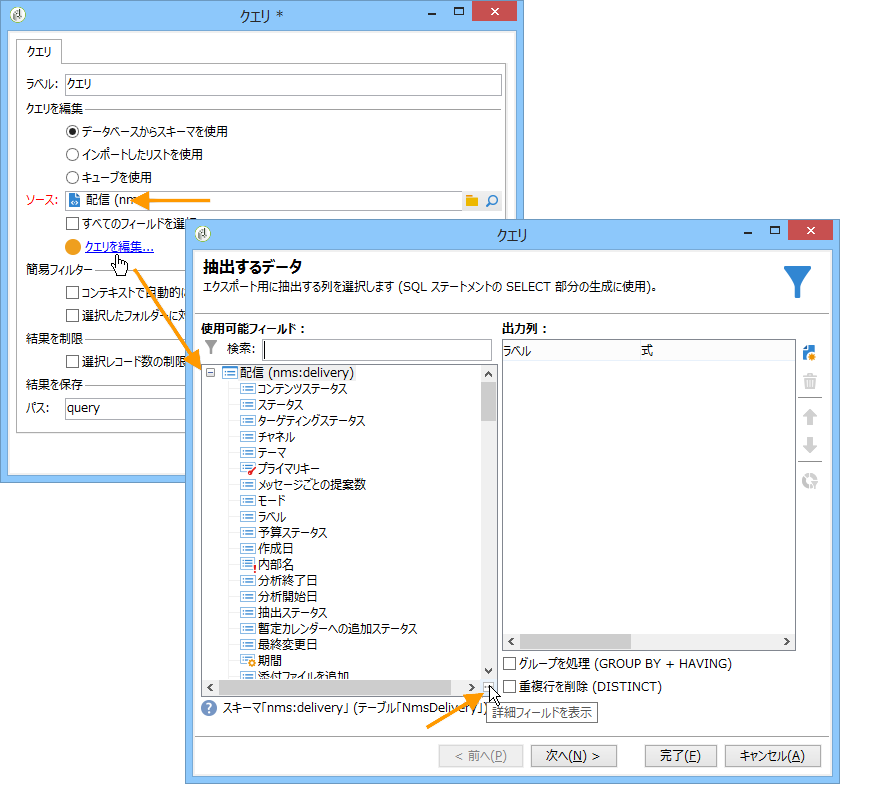 クエリ *
クエリ
ラベル: クエリ
クエリを編集
データベースからスキーマを使用
インポートしたリストを使用
キューブを使用
ソース: 配信 (nm
すべてのフィールドを選択
クエリを編集...
簡易フィルター
コンテキストで自動的に
選択したフォルダーに対
結果を制限
選択レコード数の制限
結果を保存
パス: query
クエリ
抽出するデータ
エクスポート用に抽出する列を選択します (SQL ステートメントの SELECT 部分の生成に使用)。
使用可能フィールド :
検索:
配信 (nms:delivery)
コンテンツステータス
ステータス
ターゲティングステータス
チャネル
テーマ
プライマリキー
メッセージごとの提案数
モード
ラベル
予算ステータス
作成日
内部名
分析終了日
分析開始日
抽出ステータス
暫定カレンダーへの追加ステータス
最終変更日
期間
添付ファイルを追加
出力列 :
ラベル 式
グループを処理 (GROUP BY + HAVING)
重複行を削除 (DISTINCT)
スキーマ「nms:delivery」 (テーブル「NmsDelivery」)
詳細フィールドを表示
< 前へ(P) 次へ(N) > 完了(F) キャンセル(A)